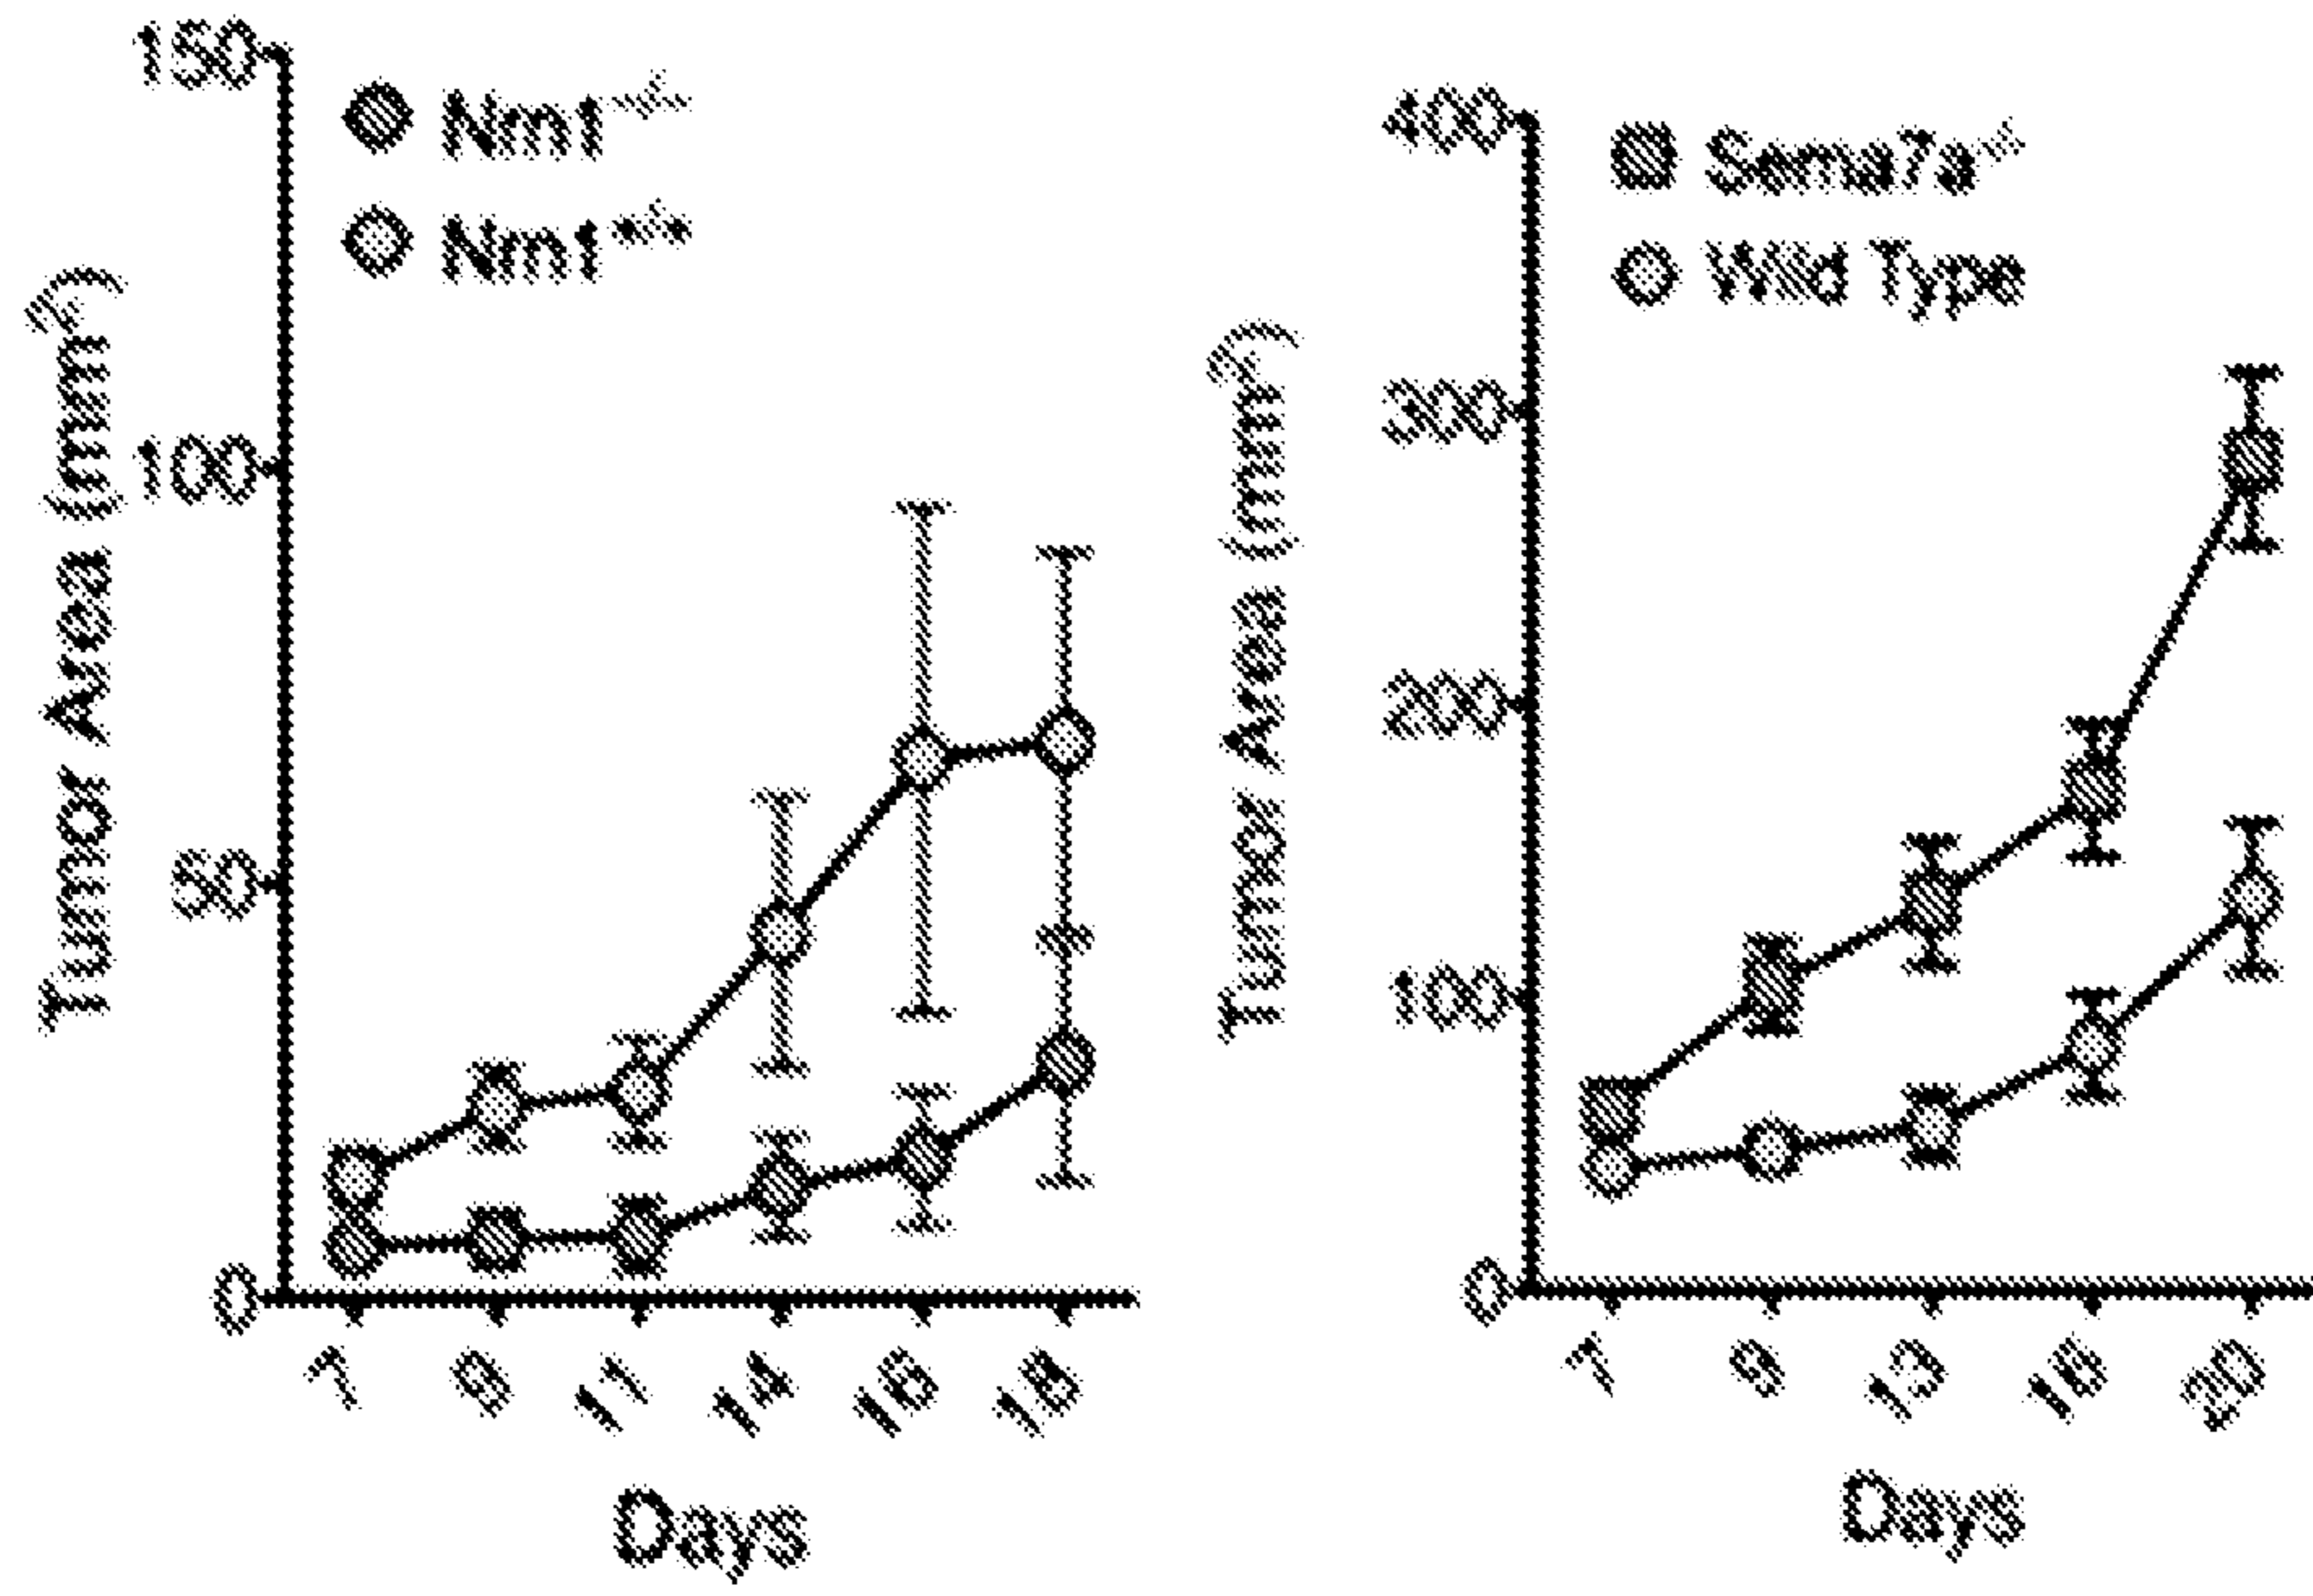 150
100
50
0
Tumor Area (mm²)
Nrn1⁻/⁻
Nrn1⁺/⁺
7 9 11 14 16 18
Days
400
300
200
100
0
Tumor Area (mm²)
Sema7a⁻/⁻
Wild Type
7 9 13 16 20
Days